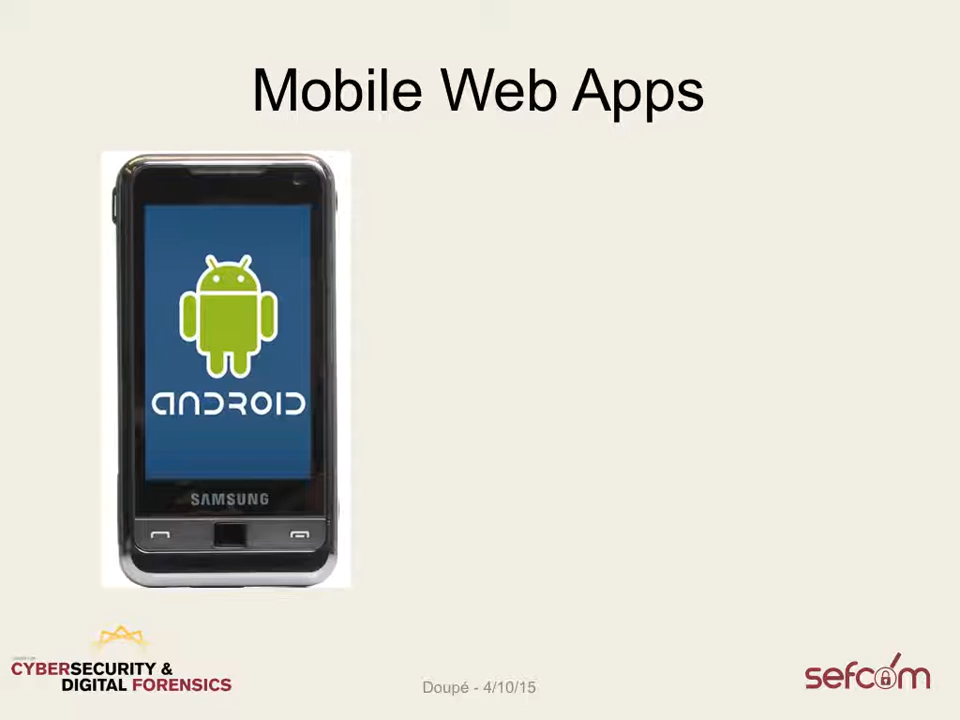 Mobile Web Apps
ANDROID
SAMSUNG
CYBERSECURITY &
DIGITAL FORENSICS
Doupé - 4/10/15
sefcom